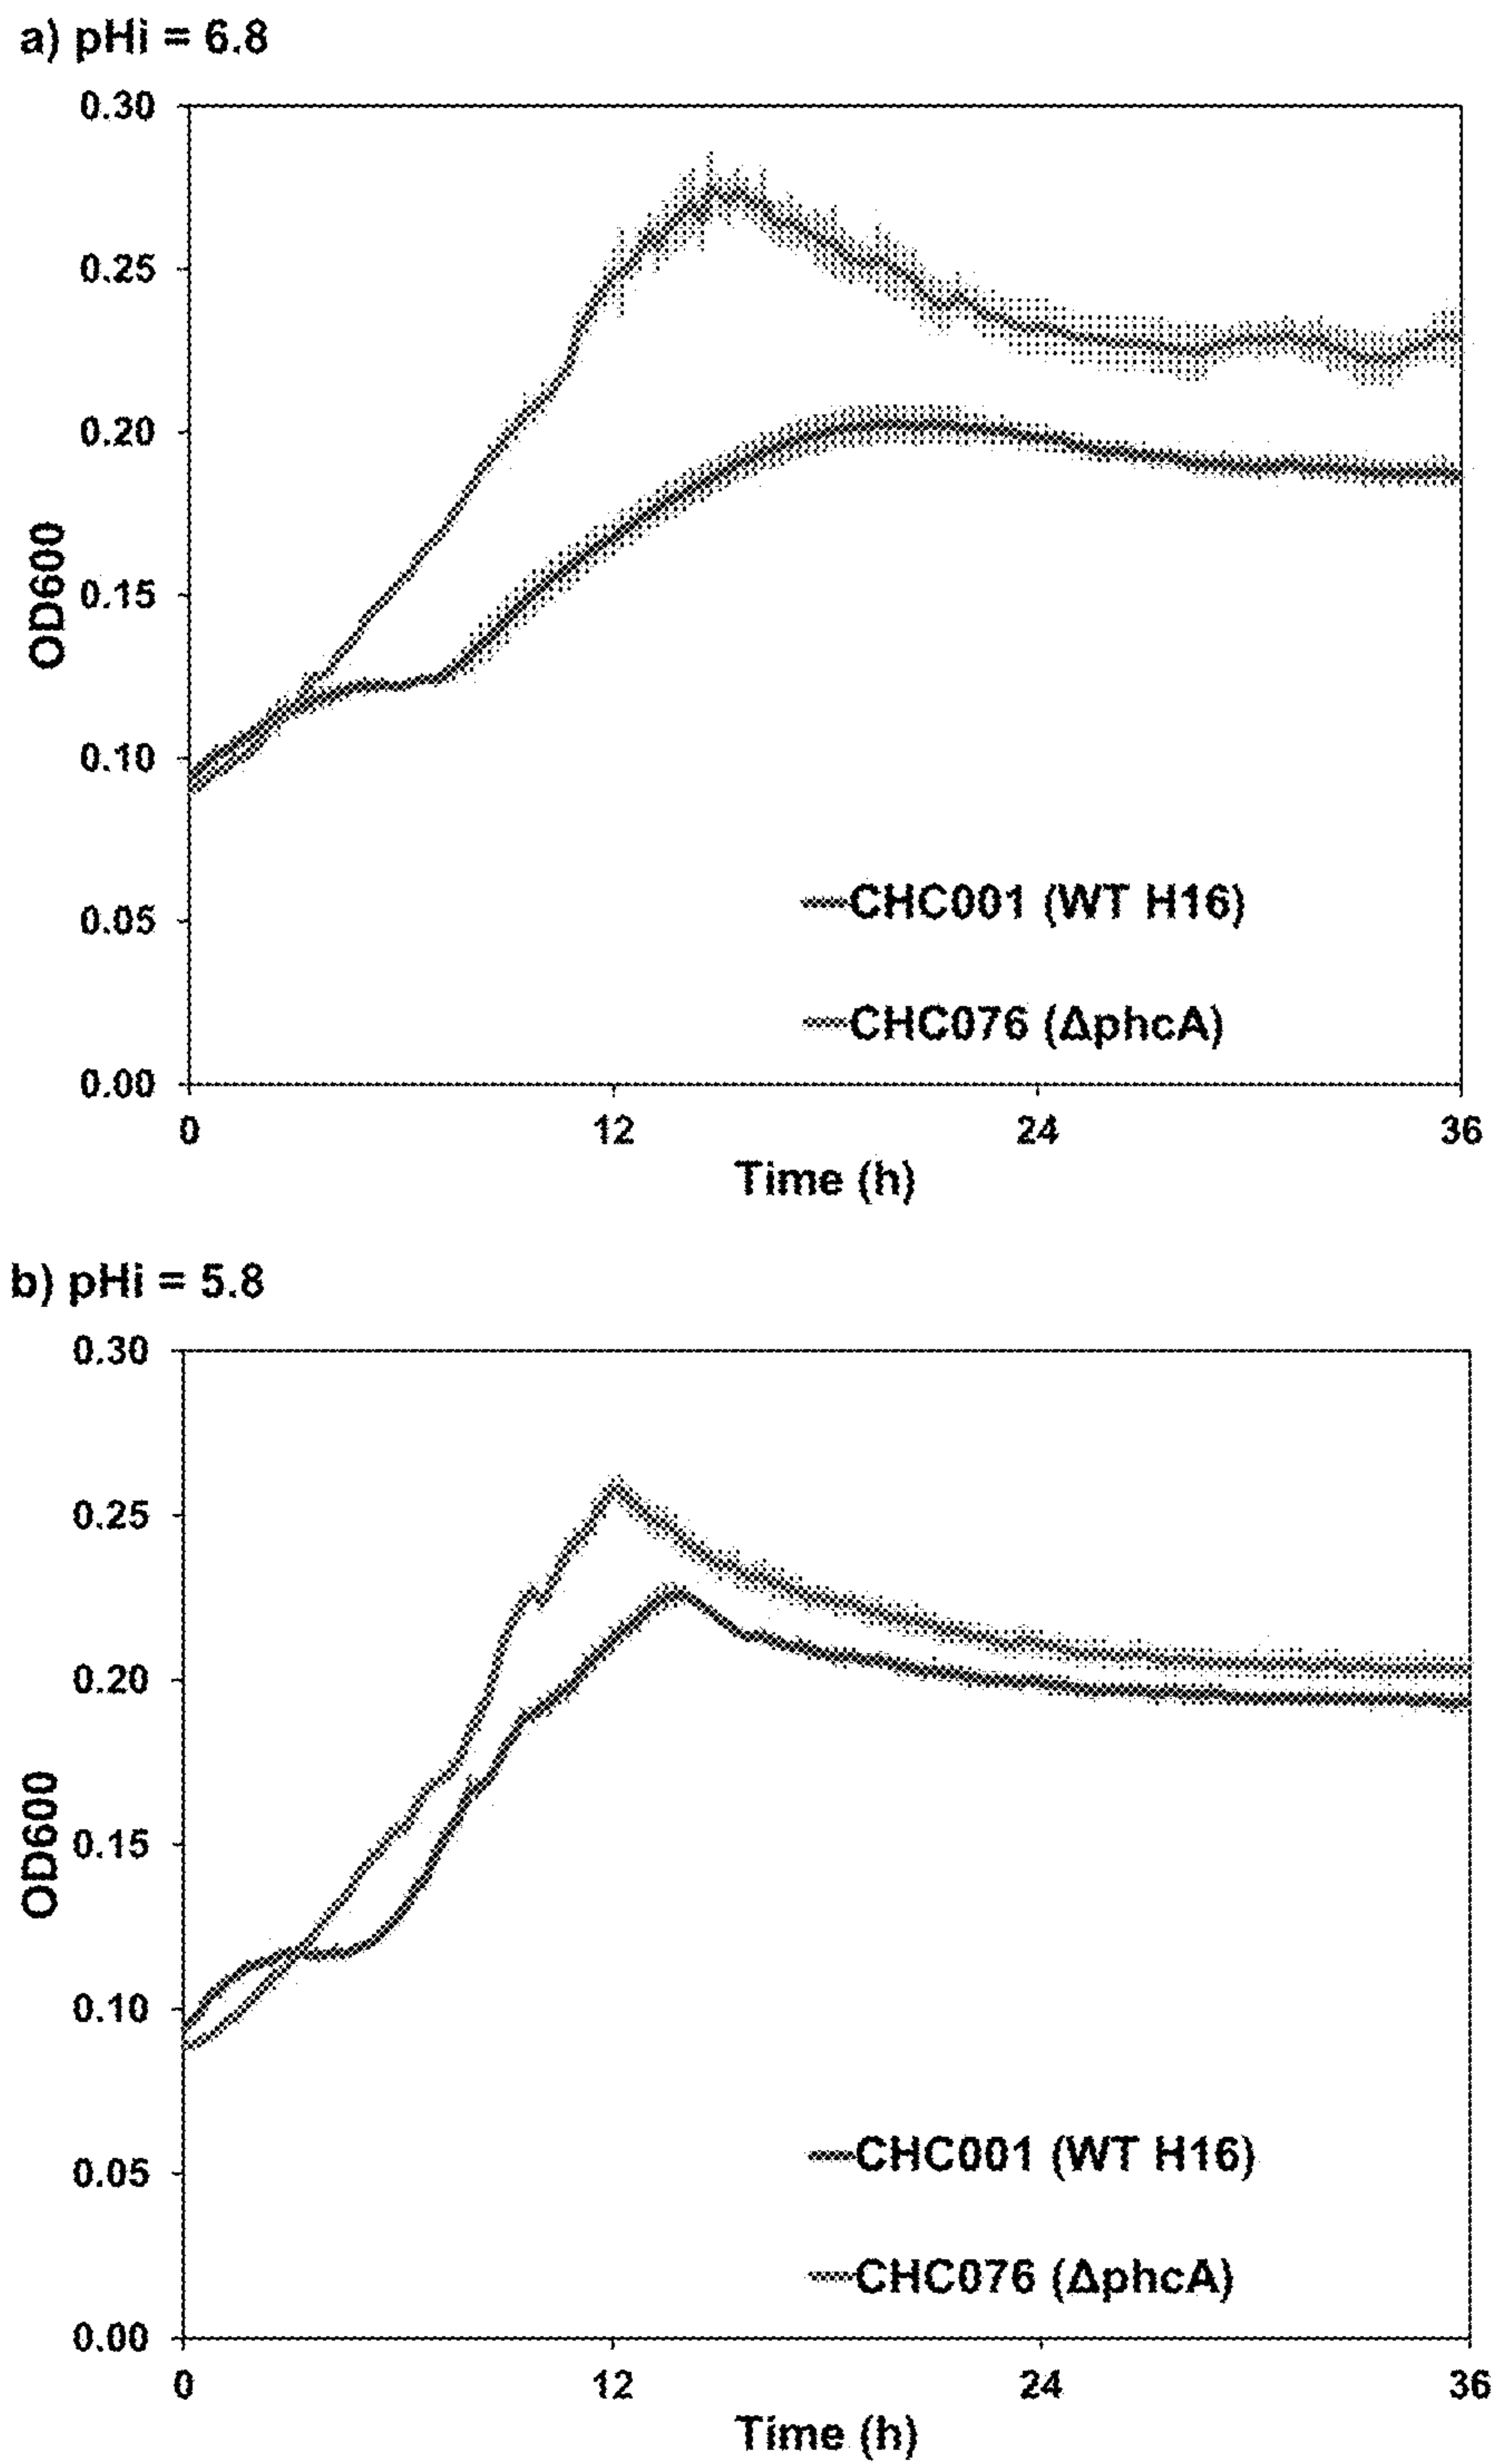 a) pHi = 6.8
0.30
0.25
0.20
0.15
0.10
0.05
0.00
OD600
CHC001 (WT H16)
CHC076 (ΔphcA)
0 12 24 36
Time (h)
b) pHi = 5.8
0.30
0.25
0.20
0.15
0.10
0.05
0.00
OD600
CHC001 (WT H16)
CHC076 (ΔphcA)
0 12 24 36
Time (h)